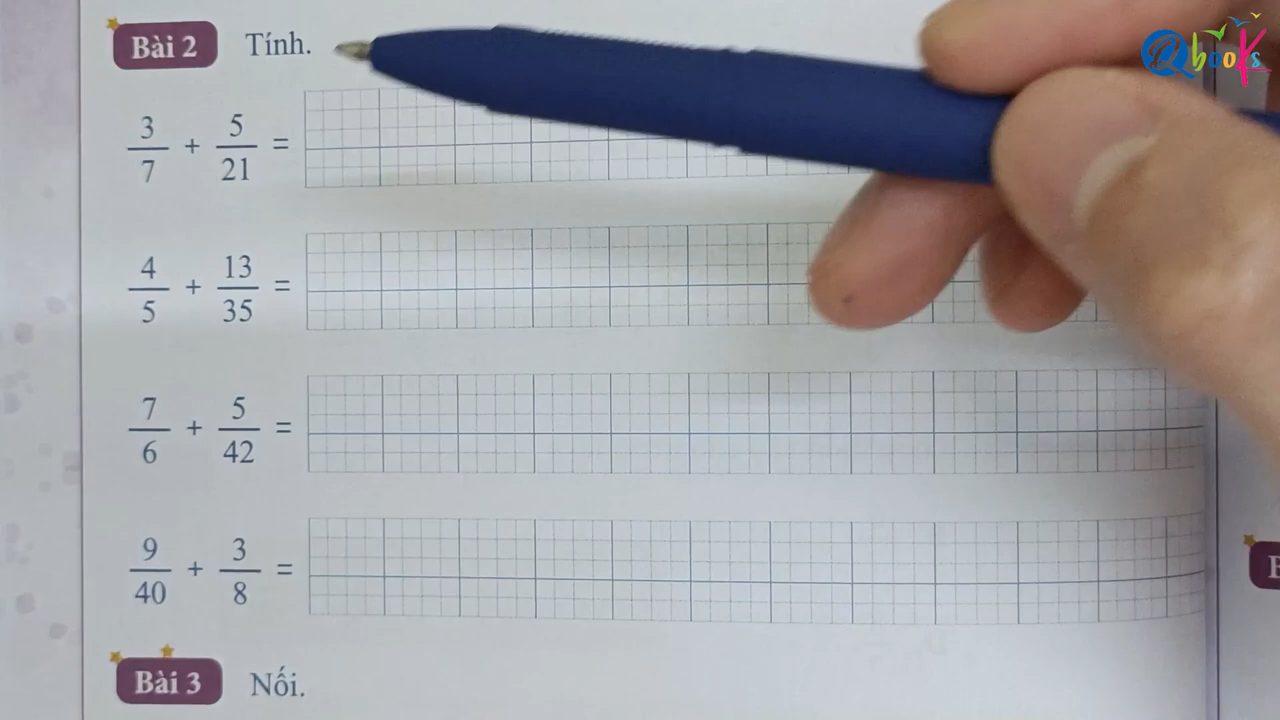 Qbooks
Bài 2 Tính.
3/7 + 5/21 =
4/5 + 13/35 =
7/6 + 5/42 =
9/40 + 3/8 =
Bài 3 Nối.